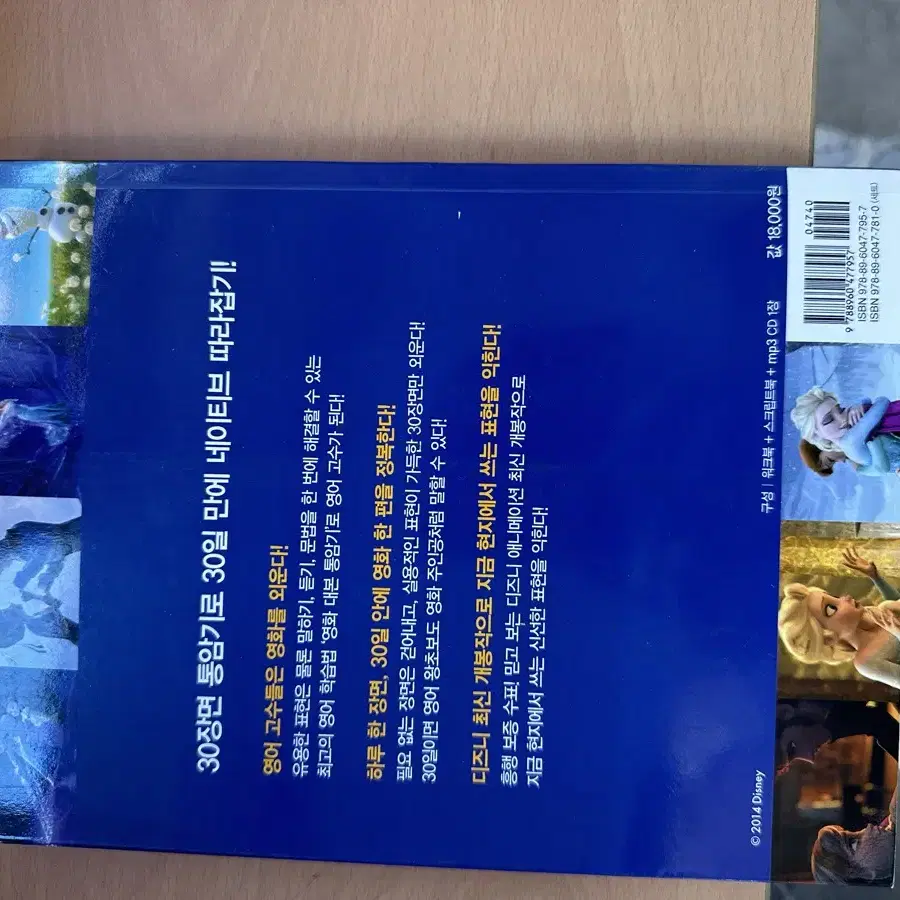 30장면 통암기로 30일 만에 네이티브 따라잡기!
영어 고수들은 영화를 외운다!
유용한 표현은 물론 말하기, 듣기, 문법을 한 번에 해결할 수 있는
최고의 영어 학습법 '영화 대본 통암기'로 영어 고수가 된다!
하루 한 장면, 30일 안에 영화 한 편을 정복한다!
필요 없는 장면은 걷어내고, 실용적인 표현이 가득한 30장면만 외운다!
30일이면 영어 왕초보도 영화 주인공처럼 말할 수 있다!
디즈니 최신 개봉작으로 지금 현지에서 쓰는 표현을 익힌다!
흥행 보증 수표! 믿고 보는 디즈니 애니메이션 최신 개봉작으로
지금 현지에서 쓰는 신선한 표현을 익힌다!
© 2014 Disney
구성 | 워크북 + 스크립트북 + mp3 CD 1장
값 18,000원
04740
9 788960 477957
ISBN 978-89-6047-795-7
ISBN 978-89-6047-781-0 (세트)